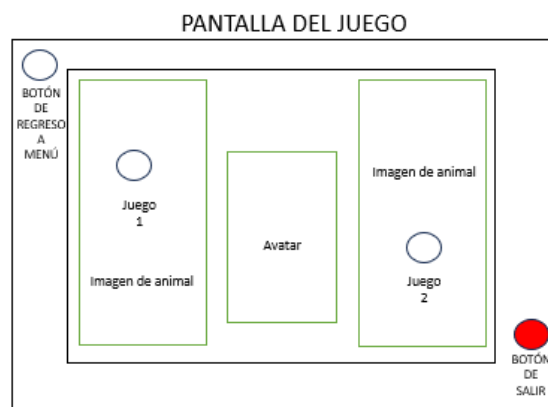 PANTALLA DEL JUEGO
BOTÓN
DE
REGRESO
A
MENÚ
Juego
1
Imagen de animal
Avatar
Imagen de animal
Juego
2
BOTÓN
DE
SALIR